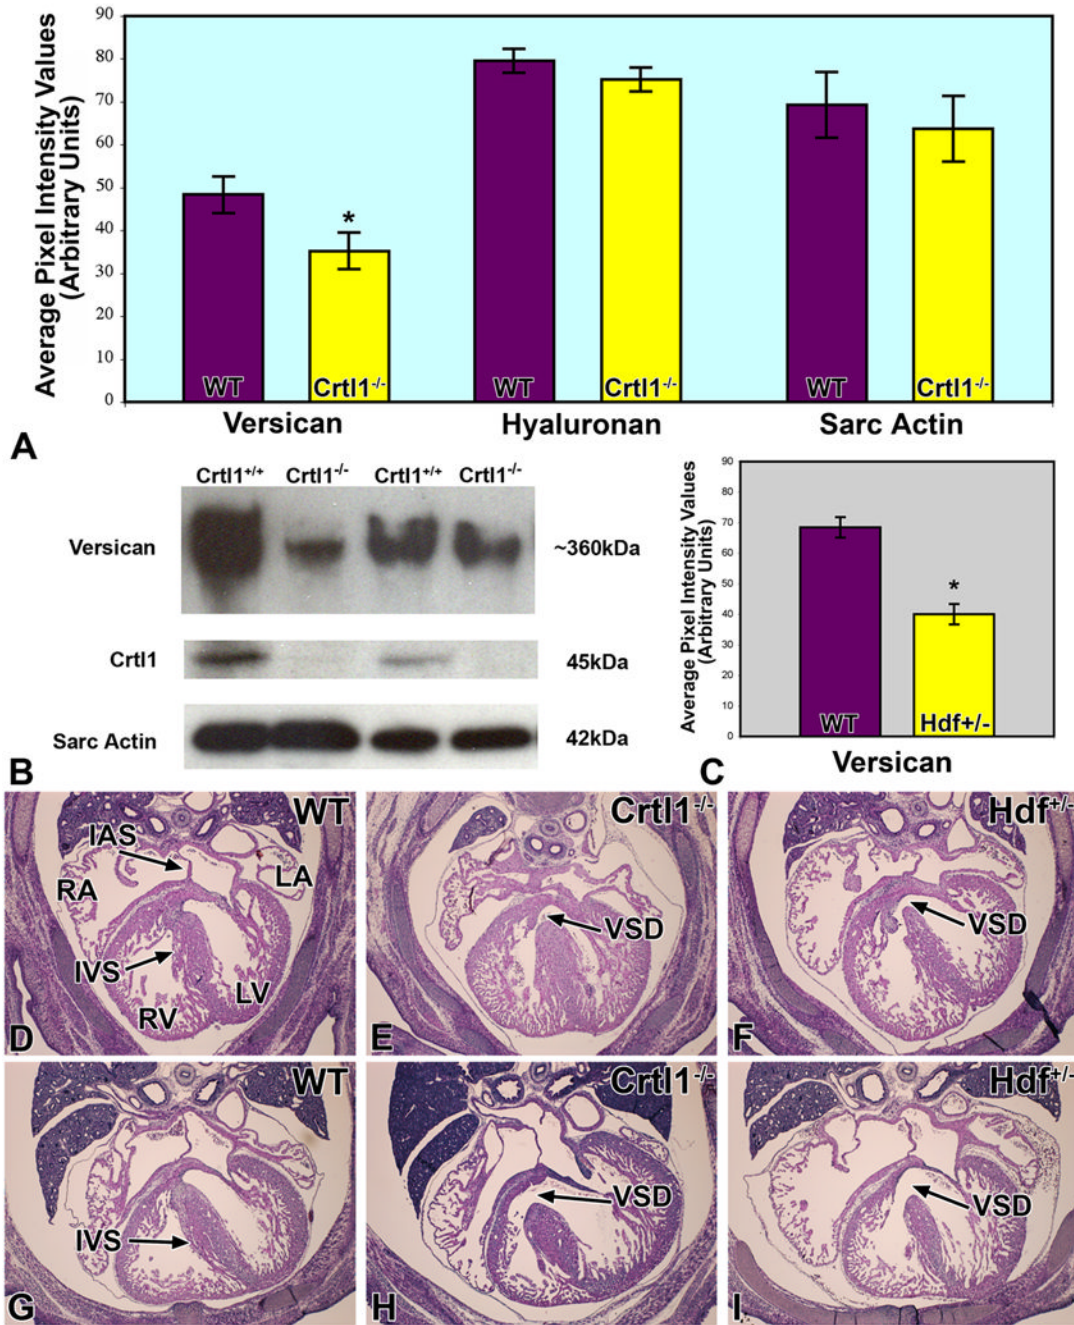 Average Pixel Intensity Values
(Arbitrary Units)
90
80
70
60
50
40
30
20
10
0
*
WT
Crtl1-/-
WT
Crtl1-/-
WT
Crtl1-/-
Versican
Hyaluronan
Sarc Actin
A
Crtl1+/+
Crtl1-/-
Crtl1+/+
Crtl1-/-
Versican
~360kDa
Crtl1
45kDa
Sarc Actin
42kDa
B
Average Pixel Intensity Values
(Arbitrary Units)
90
80
70
60
50
40
30
20
10
0
*
WT
Hdf+/-
Versican
C
WT
IAS
RA
LA
IVS
LV
RV
D
Crtl1-/-
VSD
E
Hdf+/-
VSD
F
WT
IVS
G
Crtl1-/-
VSD
H
Hdf+/-
VSD
I